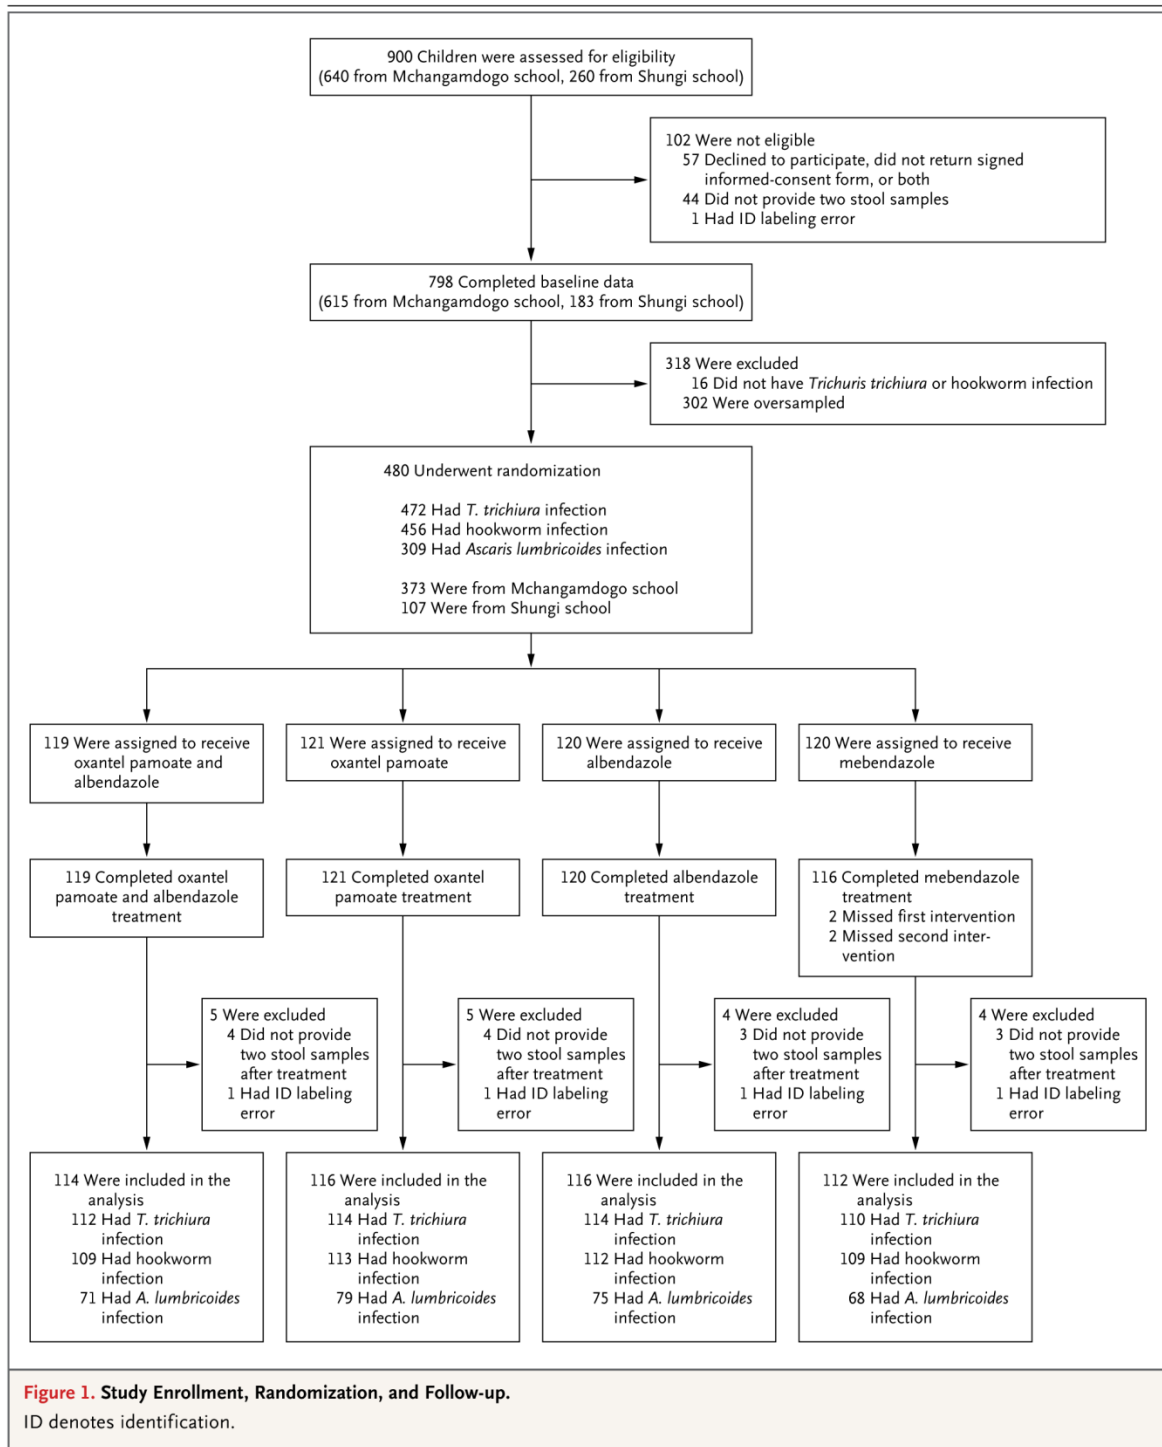 900 Children were assessed for eligibility
(640 from Mchangamdogo school, 260 from Shungi school)
102 Were not eligible
57 Declined to participate, did not return signed
informed-consent form, or both
44 Did not provide two stool samples
1 Had ID labeling error
798 Completed baseline data
(615 from Mchangamdogo school, 183 from Shungi school)
318 Were excluded
16 Did not have Trichuris trichiura or hookworm infection
302 Were oversampled
480 Underwent randomization
472 Had T. trichiura infection
456 Had hookworm infection
309 Had Ascaris lumbricoides infection
373 Were from Mchangamdogo school
107 Were from Shungi school
119 Were assigned to receive
oxantel pamoate and
albendazole
121 Were assigned to receive
oxantel pamoate
120 Were assigned to receive
albendazole
120 Were assigned to receive
mebendazole
119 Completed oxantel
pamoate and albendazole
treatment
121 Completed oxantel
pamoate treatment
120 Completed albendazole
treatment
116 Completed mebendazole
treatment
2 Missed first intervention
2 Missed second inter-
vention
5 Were excluded
4 Did not provide
two stool samples
after treatment
1 Had ID labeling
error
5 Were excluded
4 Did not provide
two stool samples
after treatment
1 Had ID labeling
error
4 Were excluded
3 Did not provide
two stool samples
after treatment
1 Had ID labeling
error
4 Were excluded
3 Did not provide
two stool samples
after treatment
1 Had ID labeling
error
114 Were included in the
analysis
112 Had T. trichiura
infection
109 Had hookworm
infection
71 Had A. lumbricoides
infection
116 Were included in the
analysis
114 Had T. trichiura
infection
113 Had hookworm
infection
79 Had A. lumbricoides
infection
116 Were included in the
analysis
114 Had T. trichiura
infection
112 Had hookworm
infection
75 Had A. lumbricoides
infection
112 Were included in the
analysis
110 Had T. trichiura
infection
109 Had hookworm
infection
68 Had A. lumbricoides
infection
Figure 1. Study Enrollment, Randomization, and Follow-up.
ID denotes identification.